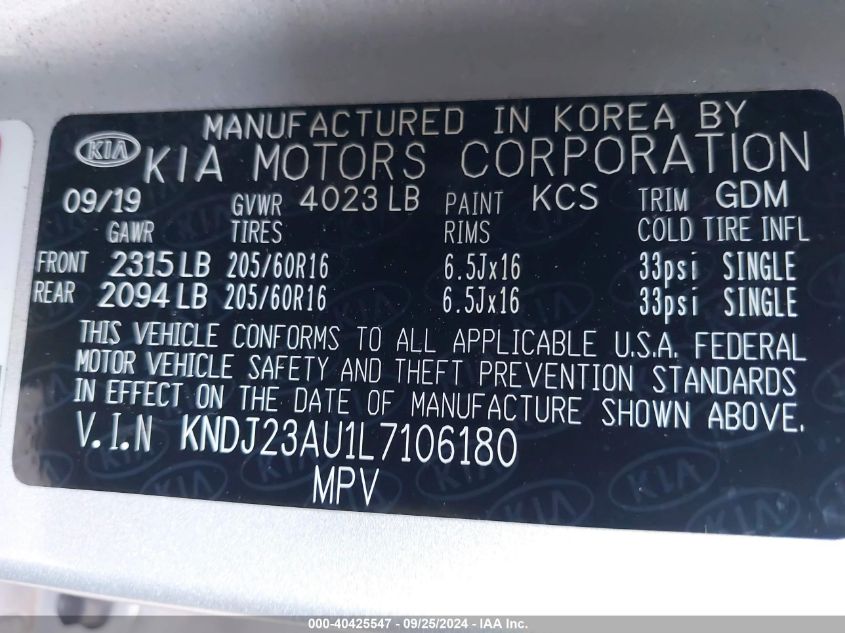 MANUFACTURED IN KOREA BY
KIA KIA MOTORS CORPORATION
09/19 GVWR 4023 LB PAINT KCS TRIM GDM
GAWR TIRES RIMS COLD TIRE INFL
FRONT 2315 LB 205/60R16 6.5Jx16 33psi SINGLE
REAR 2094 LB 205/60R16 6.5Jx16 33psi SINGLE
THIS VEHICLE CONFORMS TO ALL APPLICABLE U.S.A. FEDERAL
MOTOR VEHICLE SAFETY AND THEFT PREVENTION STANDARDS
IN EFFECT ON THE DATE OF MANUFACTURE SHOWN ABOVE.
V.I.N KNDJ23AU1L7106180
MPV
000 - 40425547 - 09/25/2024 - IAA Inc.